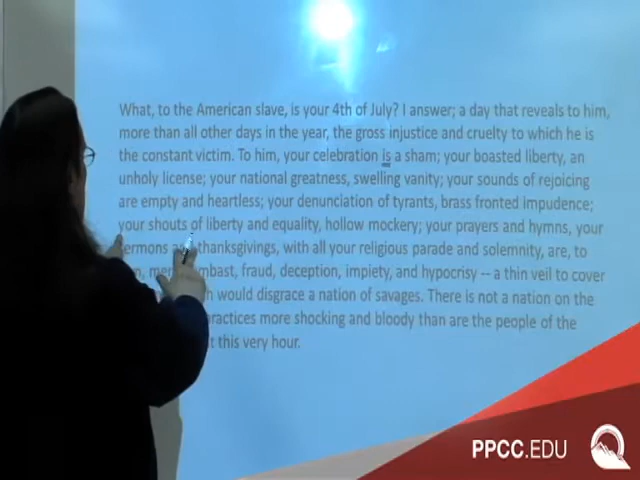 What, to the American slave, is your 4th of July? I answer; a day that reveals to him,
more than all other days in the year, the gross injustice and cruelty to which he is
the constant victim. To him, your celebration is a sham; your boasted liberty, an
unholy license; your national greatness, swelling vanity; your sounds of rejoicing
are empty and heartless; your denunciation of tyrants, brass fronted impudence;
your shouts of liberty and equality, hollow mockery; your prayers and hymns, your
ermons a thanksgivings, with all your religious parade and solemnity, are, to
mbast, fraud, deception, impiety, and hypocrisy -- a thin veil to cover
h would disgrace a nation of savages. There is not a nation on the
ractices more shocking and bloody than are the people of the
t this very hour.
PPCC.EDU